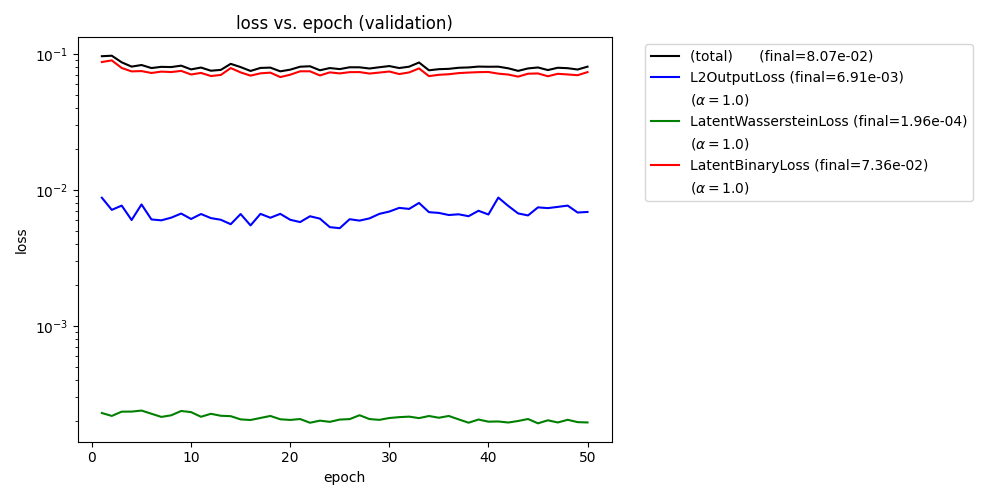 loss vs. epoch (validation)
10^{-1}
10^{-2}
10^{-3}
loss
0 10 20 30 40 50
epoch
(total) (final=8.07e-02)
L2OutputLoss (final=6.91e-03)
(α = 1.0)
LatentWassersteinLoss (final=1.96e-04)
(α = 1.0)
LatentBinaryLoss (final=7.36e-02)
(α = 1.0)